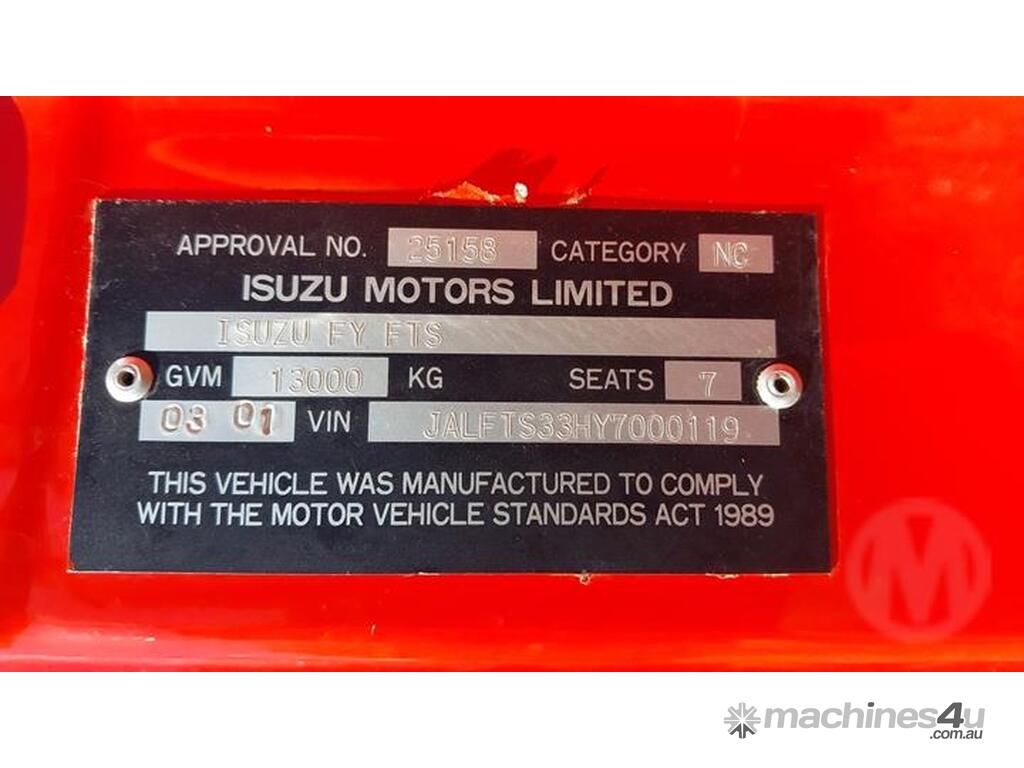 APPROVAL NO. 25158 CATEGORY NC
ISUZU MOTORS LIMITED
ISUZU FY FTS
GVM 13000 KG SEATS 7
03 01 VIN JALFTS33HY7000119
THIS VEHICLE WAS MANUFACTURED TO COMPLY
WITH THE MOTOR VEHICLE STANDARDS ACT 1989
M
machines4u
.com.au